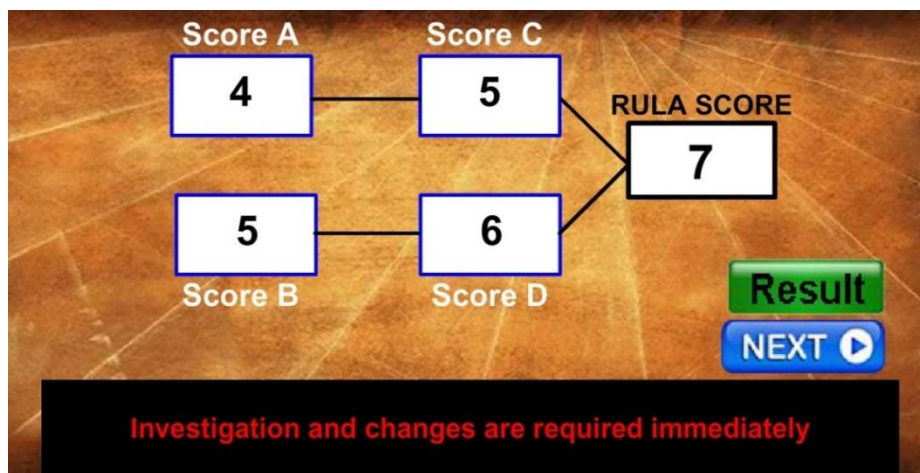 Score A
Score C
4
5
RULA SCORE
7
5
6
Score B
Score D
Result
NEXT
Investigation and changes are required immediately